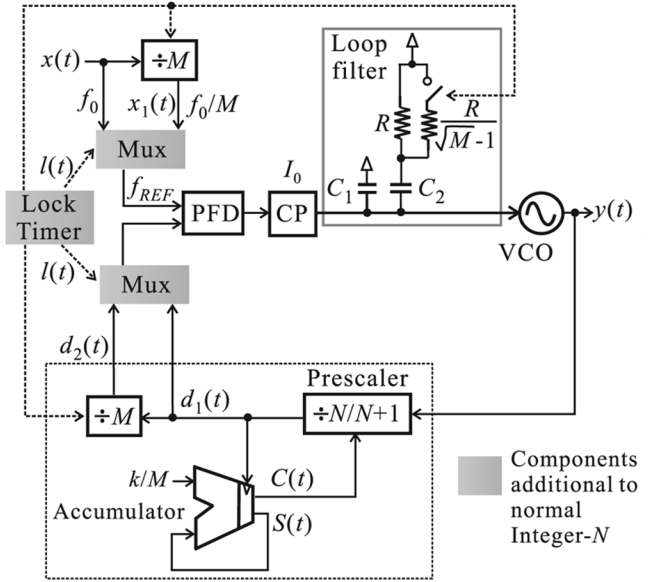 Loop
filter
x(t)
÷M
f₀
x₁(t)
f₀/M
R
R
√M-1
Mux
l(t)
I₀
C₁
C₂
Lock
Timer
f_REF
PFD
CP
y(t)
VCO
l(t)
Mux
d₂(t)
Prescaler
d₁(t)
÷M
÷N/N+1
k/M
C(t)
Accumulator
S(t)
Components
additional to
normal
Integer-N